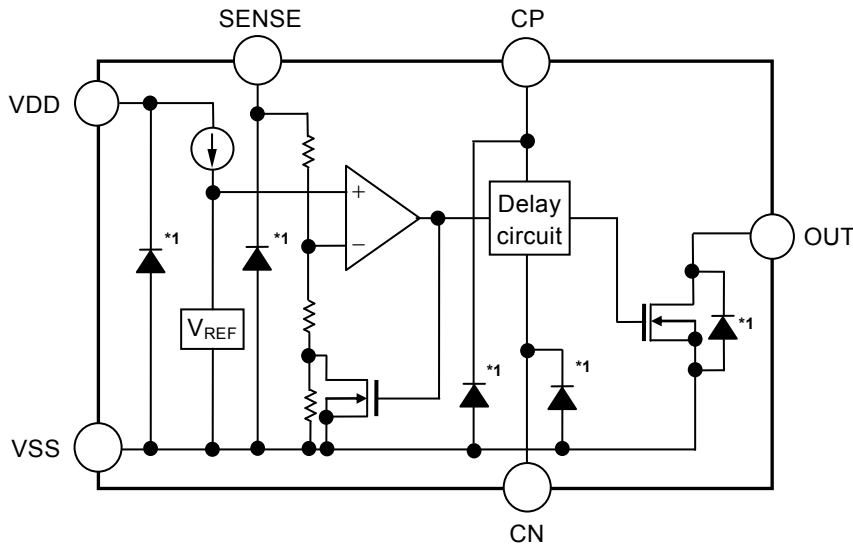 SENSE
CP
VDD
+
−
*1
*1
Delay
circuit
OUT
VREF
*1
*1
*1
VSS
CN